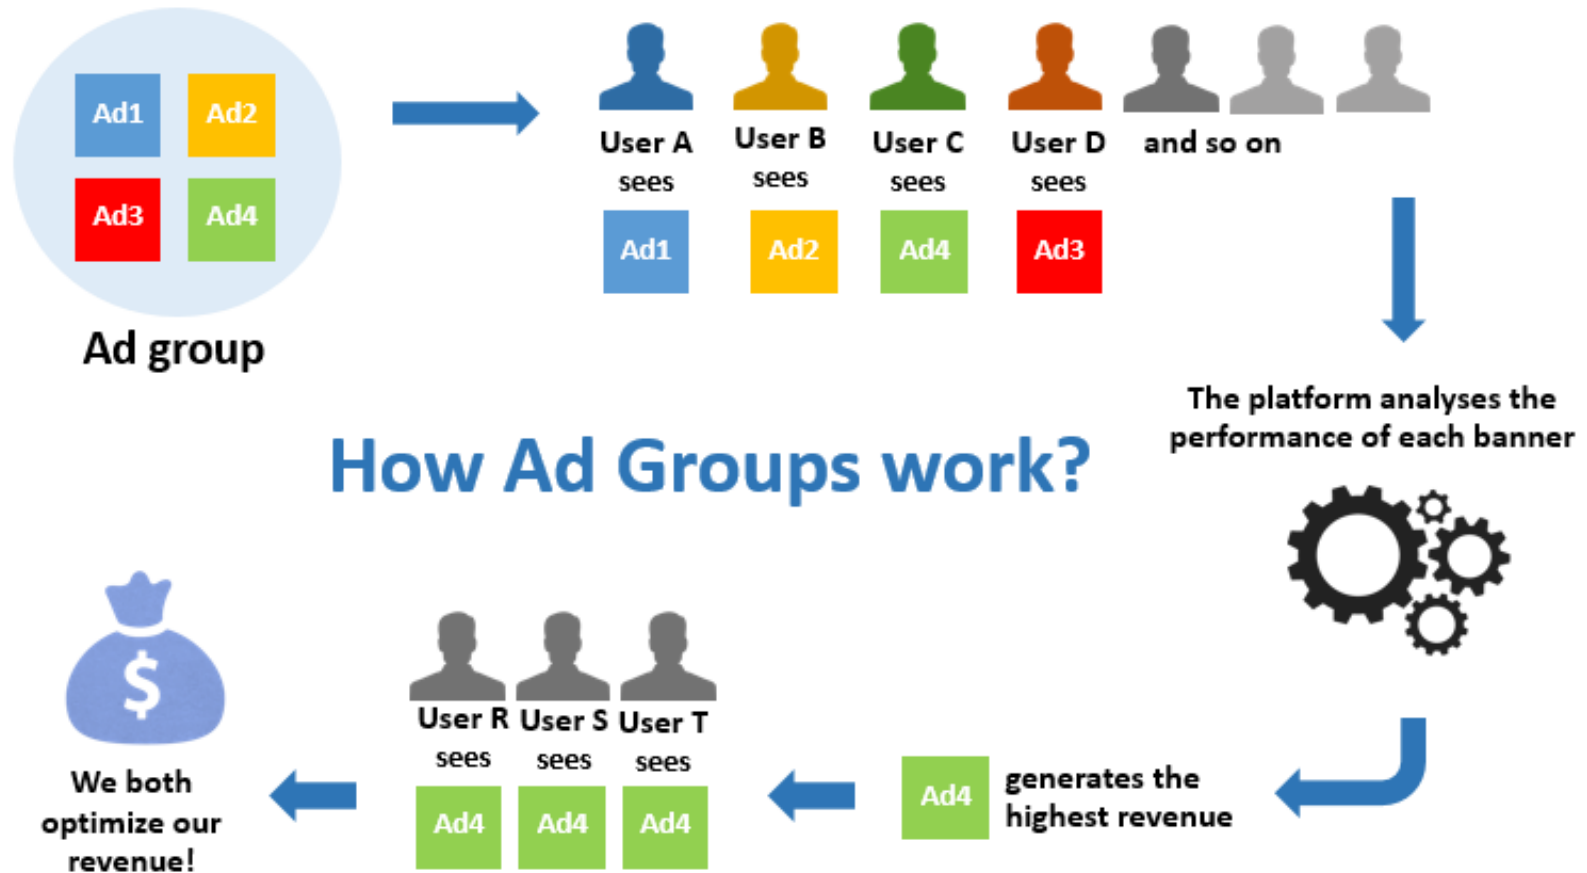 Ad1 Ad2
Ad3 Ad4
Ad group
User A
sees
Ad1
User B
sees
Ad2
User C
sees
Ad4
User D
sees
Ad3
and so on
The platform analyses the
performance of each banner
How Ad Groups work?
Ad4
generates the
highest revenue
User R
sees
Ad4
User S
sees
Ad4
User T
sees
Ad4
$
We both
optimize our
revenue!